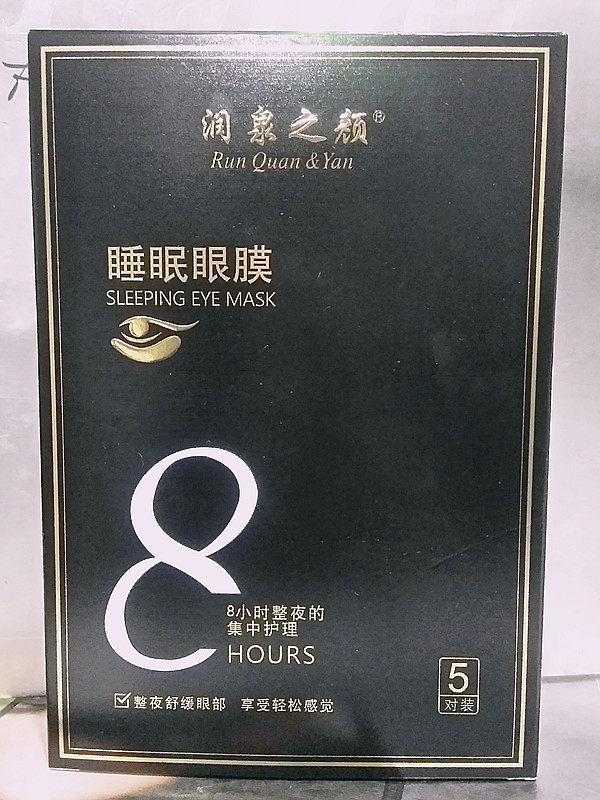 润泉之颜®
Run Quan & Yan
睡眠眼膜
SLEEPING EYE MASK
8
8小时整夜的
集中护理
HOURS
整夜舒缓眼部 享受轻松感觉
5
对装